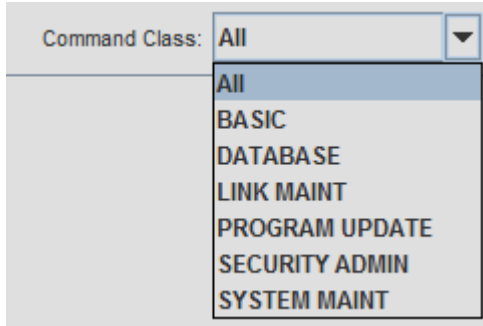 Command Class: All
All
BASIC
DATABASE
LINK MAINT
PROGRAM UPDATE
SECURITY ADMIN
SYSTEM MAINT